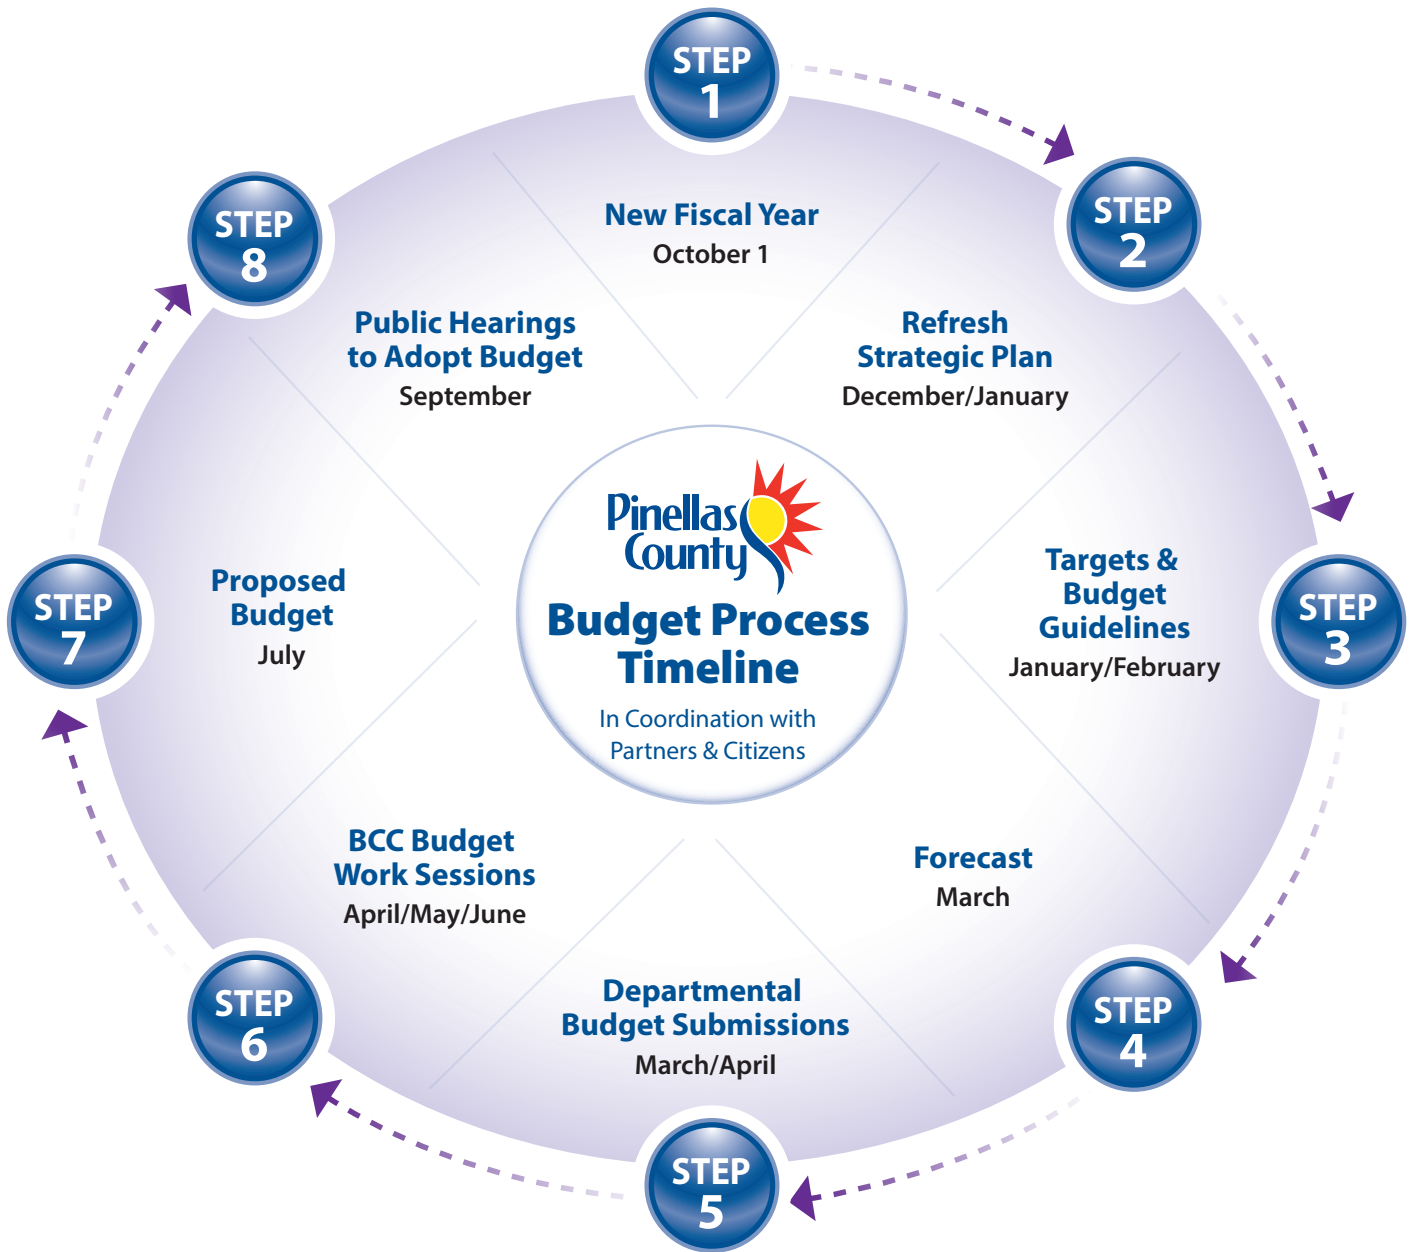 STEP
1
New Fiscal Year
October 1
STEP
2
Refresh
Strategic Plan
December/January
STEP
3
Targets &
Budget
Guidelines
January/February
STEP
4
Forecast
March
STEP
5
Departmental
Budget Submissions
March/April
STEP
6
BCC Budget
Work Sessions
April/May/June
STEP
7
Proposed
Budget
July
STEP
8
Public Hearings
to Adopt Budget
September
Pinellas
County
Budget Process
Timeline
In Coordination with
Partners & Citizens